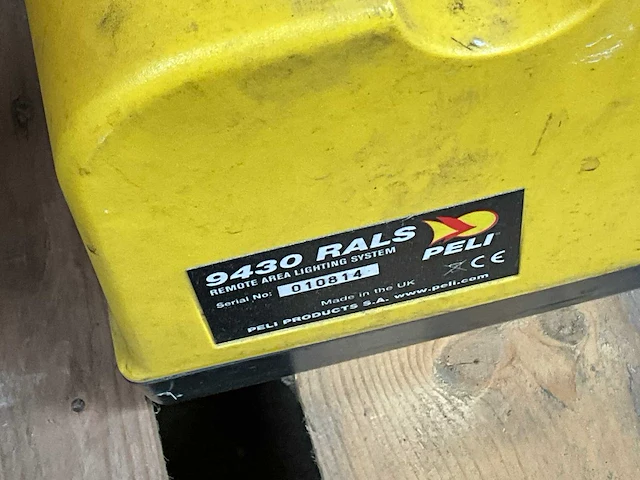 9430 RALS
REMOTE AREA LIGHTING SYSTEM
PELI
Serial No: 010814
CE
Made in the UK
PELI PRODUCTS S.A. www.peli.com